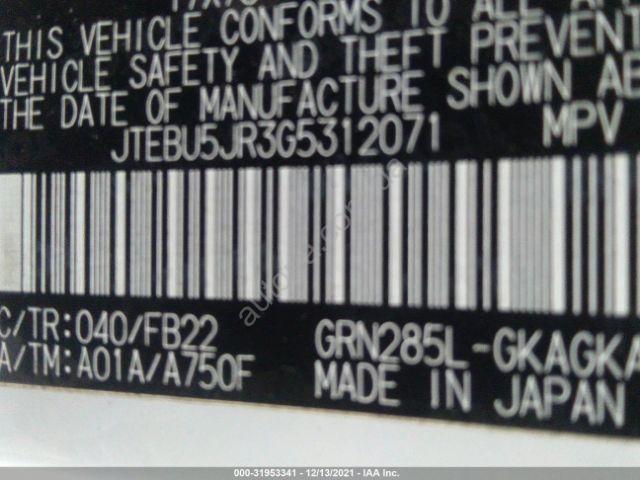 THIS VEHICLE CONFORMS TO ALL
VEHICLE SAFETY AND THEFT PREVENT
THE DATE OF MANUFACTURE SHOWN AB
JTEBU5JR3G5312071 MPV
C/TR:040/FB22 GRN285L-GKAGKA
A/TM:A01A/A750F MADE IN JAPAN
000-31953341 - 12/13/2021 - IAA Inc.